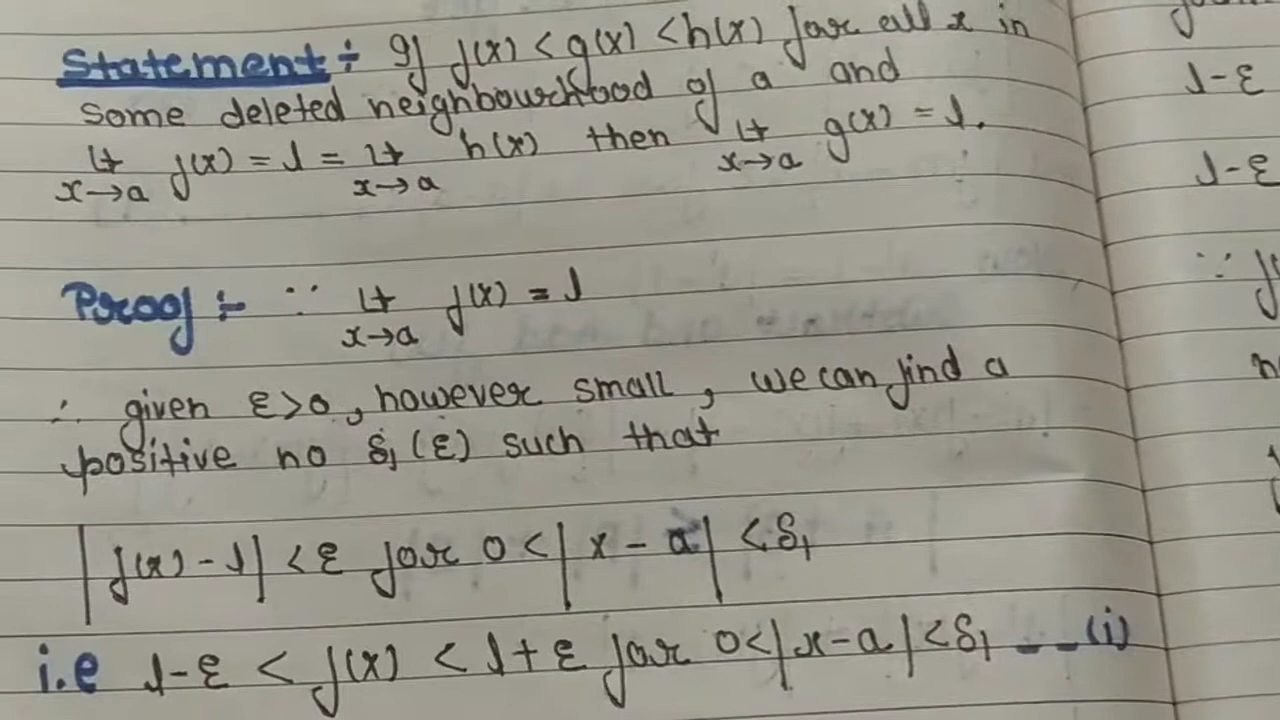 Statement ÷ If f(x) < g(x) < h(x) for all x in
some deleted neighbourhood of a and
lt f(x) = l = lt h(x) then lt g(x) = l.
x→a x→a x→a
Proof :- ∵ lt f(x) = l
x→a
∴ given ε>0, however small, we can find a
positive no δ₁ (ε) such that
|f(x) - l| < ε for 0 < |x - a| < δ₁
i.e l-ε < f(x) < l+ε for 0<|x-a|<δ₁ __ (i)
l-ε
l-ε
∵